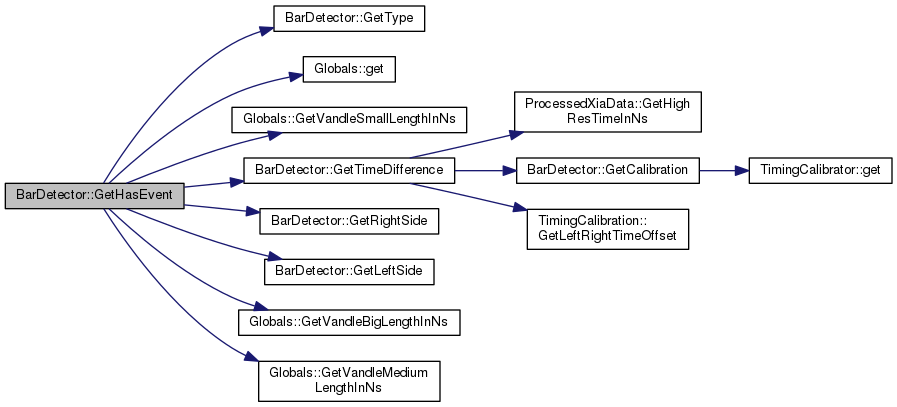 BarDetector::GetType
Globals::get
ProcessedXiaData::GetHigh
ResTimeInNs
Globals::GetVandleSmallLengthInNs
BarDetector::GetTimeDifference
BarDetector::GetCalibration
TimingCalibrator::get
BarDetector::GetHasEvent
BarDetector::GetRightSide
TimingCalibration::
GetLeftRightTimeOffset
BarDetector::GetLeftSide
Globals::GetVandleBigLengthInNs
Globals::GetVandleMedium
LengthInNs